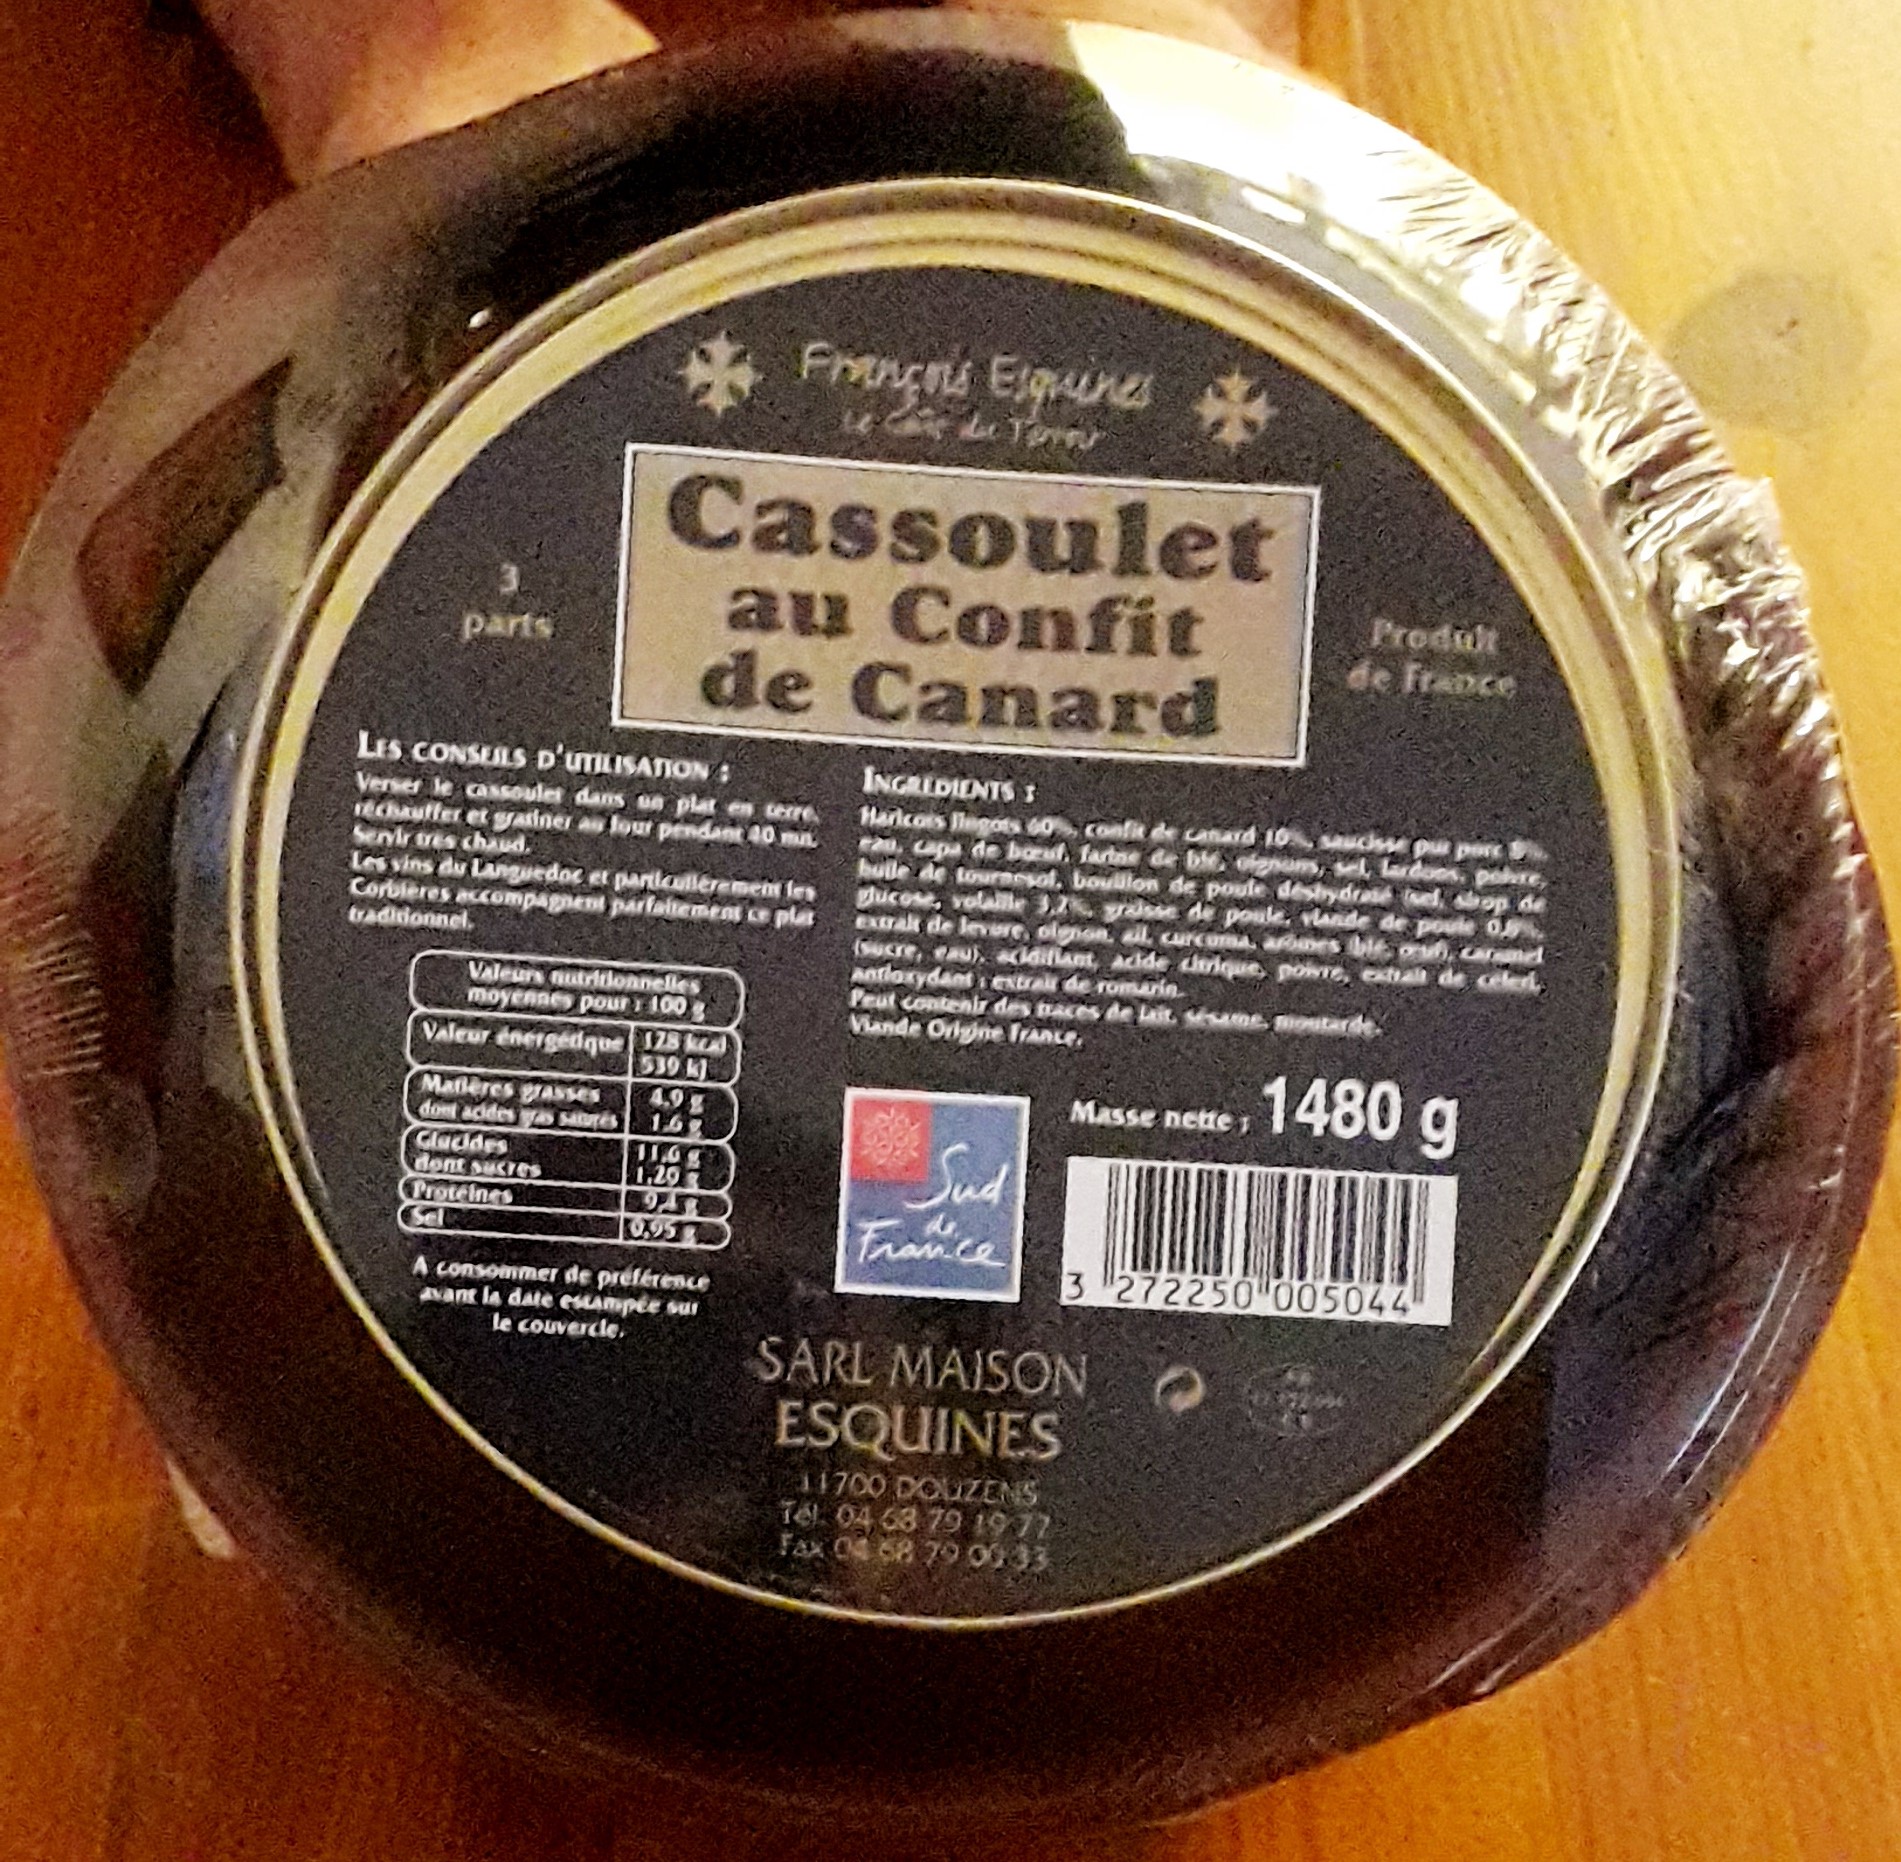 François Esquines
Le Goût du Terroir
Cassoulet
au Confit
de Canard
3
parts
Produit
de France
LES CONSEILS D'UTILISATION :
Verser le cassoulet dans un plat en terre,
réchauffer et gratiner au four pendant 40 mn.
Servir très chaud.
Les vins du Languedoc et particulièrement les
Corbières accompagnent parfaitement ce plat
traditionnel.
Valeurs nutritionnelles
moyennes pour : 100 g
Valeur énergétique 128 kcal
539 kJ
Matières grasses 4,9 g
dont acides gras saturés 1,6 g
Glucides 11,6 g
dont sucres 1,20 g
Protéines 9,4 g
Sel 0,95 g
A consommer de préférence
avant la date estampée sur
le couvercle.
INGREDIENTS :
Haricots lingots 60%, confit de canard 10%, saucisse pur porc 8%
eau, de bœuf, farine de blé, oignons, sel, lardons, poivre,
huile de tournesol, bouillon de poule déshydraté (sel, sirop de
glucose, volaille 3,2%, graisse de poule, viande de poule
extrait de levure, oignon, ail, curcuma, arômes (blé, œuf), caramel
(sucre, eau), acidifiant, acide citrique, poivre, extrait de céleri,
antioxydant : extrait de romarin.
Peut contenir des traces de lait, sésame, moutarde.
Viande Origine France.
Masse nette : 1480 g
Sud
de
France
3 272250 005044
SARL MAISON
ESQUINES
11700 DOUZENS
Tél. 04 68 79 19 77
Fax 04 68 79 00 33